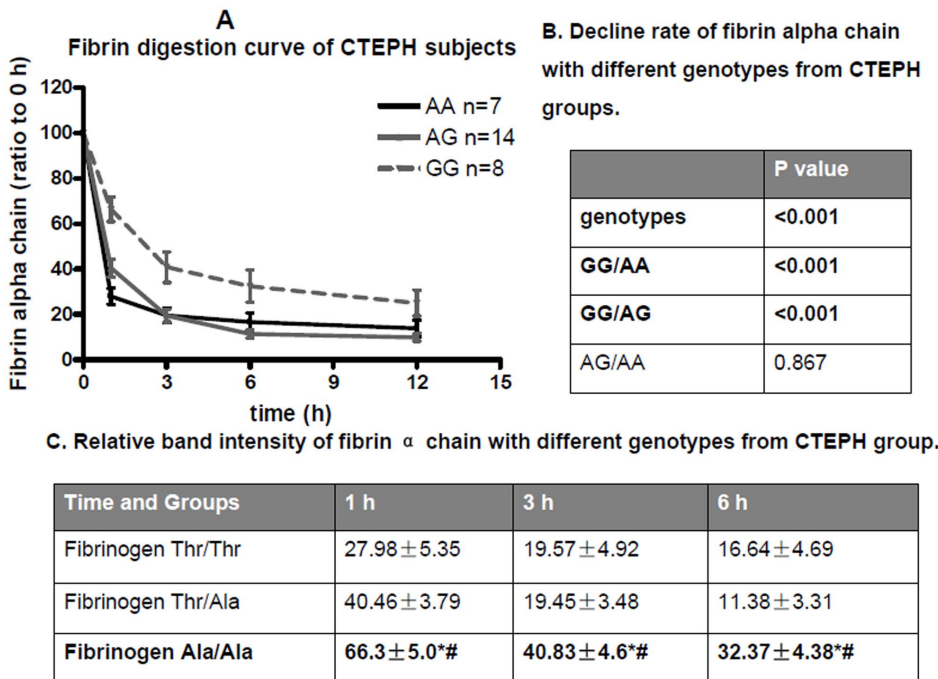 A
Fibrin digestion curve of CTEPH subjects
Fibrin alpha chain (ratio to 0 h)
120
100
80
60
40
20
0
0 3 6 9 12 15
time (h)
AA n=7
AG n=14
GG n=8
B. Decline rate of fibrin alpha chain
with different genotypes from CTEPH
groups.
P value
genotypes <0.001
GG/AA <0.001
GG/AG <0.001
AG/AA 0.867
C. Relative band intensity of fibrin α chain with different genotypes from CTEPH group.
Time and Groups 1 h 3 h 6 h
Fibrinogen Thr/Thr 27.98±5.35 19.57±4.92 16.64±4.69
Fibrinogen Thr/Ala 40.46±3.79 19.45±3.48 11.38±3.31
Fibrinogen Ala/Ala 66.3±5.0*# 40.83±4.6*# 32.37±4.38*#